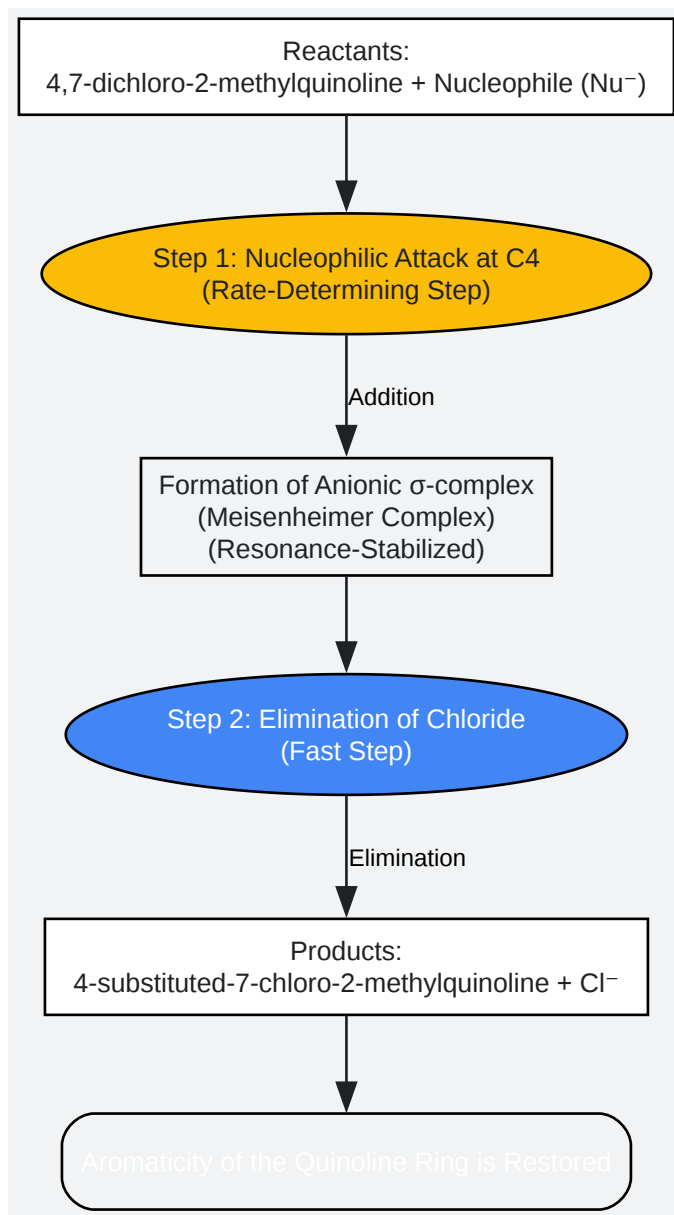 Reactants:
4,7-dichloro-2-methylquinoline + Nucleophile (Nu⁻)
Step 1: Nucleophilic Attack at C4
(Rate-Determining Step)
Addition
Formation of Anionic σ-complex
(Meisenheimer Complex)
(Resonance-Stabilized)
Step 2: Elimination of Chloride
(Fast Step)
Elimination
Products:
4-substituted-7-chloro-2-methylquinoline + Cl⁻
Aromaticity of the Quinoline Ring is Restored